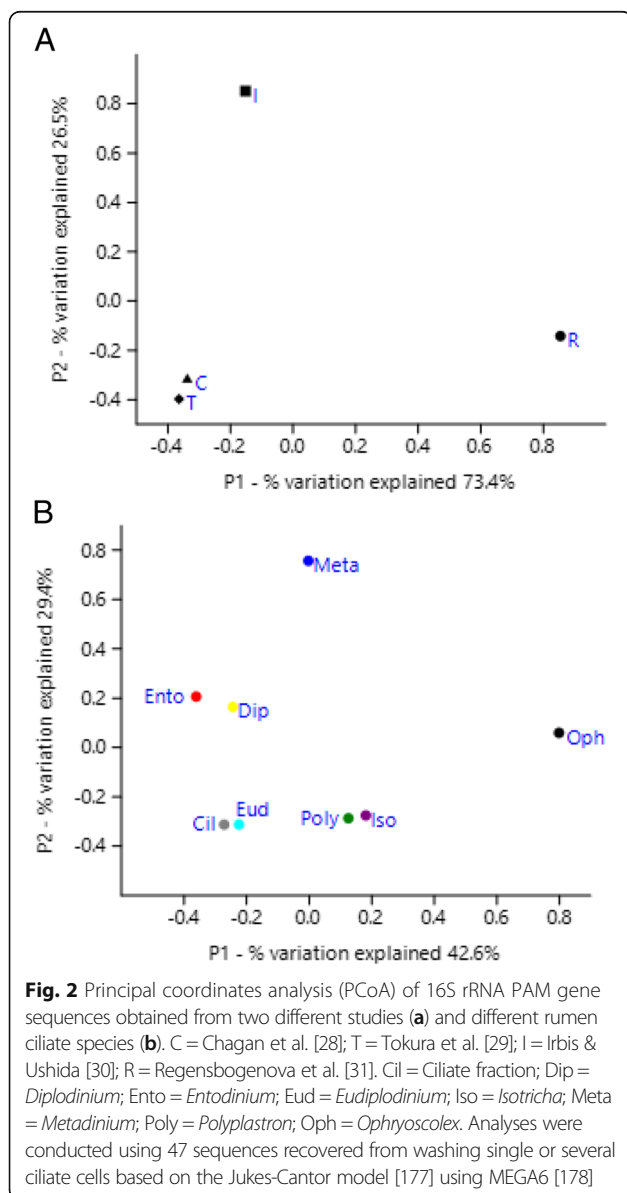 A
P2 - % variation explained 26.5%
0.8
0.6
0.4
0.2
0.0
-0.2
-0.4
I
R
C
T
-0.4 -0.2 0.0 0.2 0.4 0.6 0.8
P1 - % variation explained 73.4%
B
P2 - % variation explained 29.4%
0.8
0.6
0.4
0.2
0.0
-0.2
-0.4
Meta
Ento
Dip
Oph
Cil
Eud
Poly
Iso
-0.4 -0.2 0.0 0.2 0.4 0.6 0.8
P1 - % variation explained 42.6%
Fig. 2 Principal coordinates analysis (PCoA) of 16S rRNA PAM gene
sequences obtained from two different studies (a) and different rumen
ciliate species (b). C = Chagan et al. [28]; T = Tokura et al. [29]; I = Irbis &
Ushida [30]; R = Regensbogenova et al. [31]. Cil = Ciliate fraction; Dip =
Diplodinium; Ento = Entodinium; Eud = Eudiplodinium; Iso = Isotricha; Meta
= Metadinium; Poly = Polyplastron; Oph = Ophryoscolex. Analyses were
conducted using 47 sequences recovered from washing single or several
ciliate cells based on the Jukes-Cantor model [177] using MEGA6 [178]